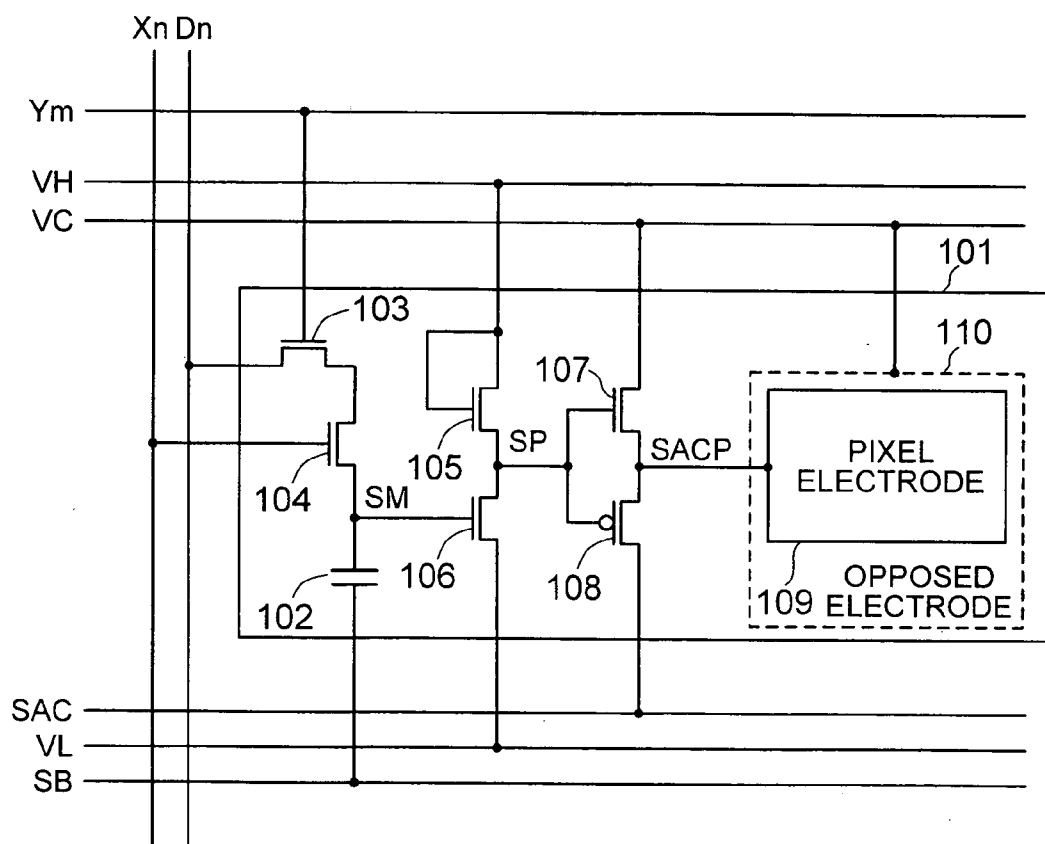 Xn Dn
Ym
VH
VC
101
103
110
107
SP
SACP
PIXEL
ELECTRODE
105
104
SM
106
108
102
109
OPPOSED
ELECTRODE
SAC
VL
SB